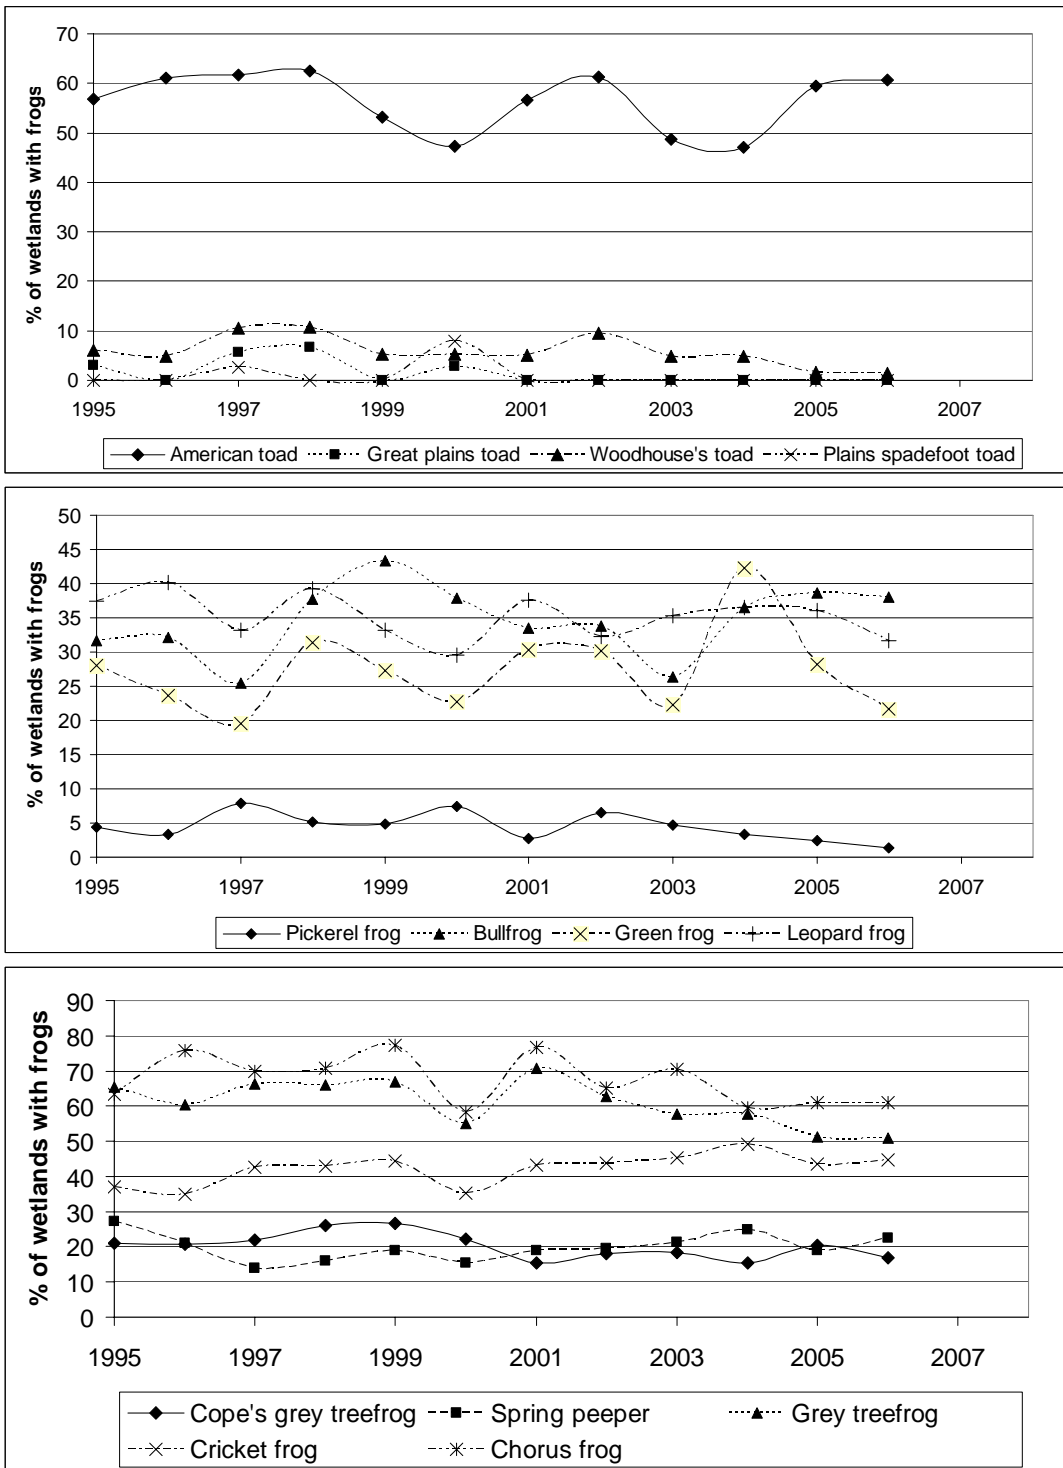 % of wetlands with frogs
70
60
50
40
30
20
10
0
1995 1997 1999 2001 2003 2005 2007
American toad Great plains toad Woodhouse's toad Plains spadefoot toad
% of wetlands with frogs
50
45
40
35
30
25
20
15
10
5
0
1995 1997 1999 2001 2003 2005 2007
Pickerel frog Bullfrog Green frog Leopard frog
% of wetlands with frogs
90
80
70
60
50
40
30
20
10
0
1995 1997 1999 2001 2003 2005 2007
Cope's grey treefrog Spring peeper Grey treefrog
Cricket frog Chorus frog